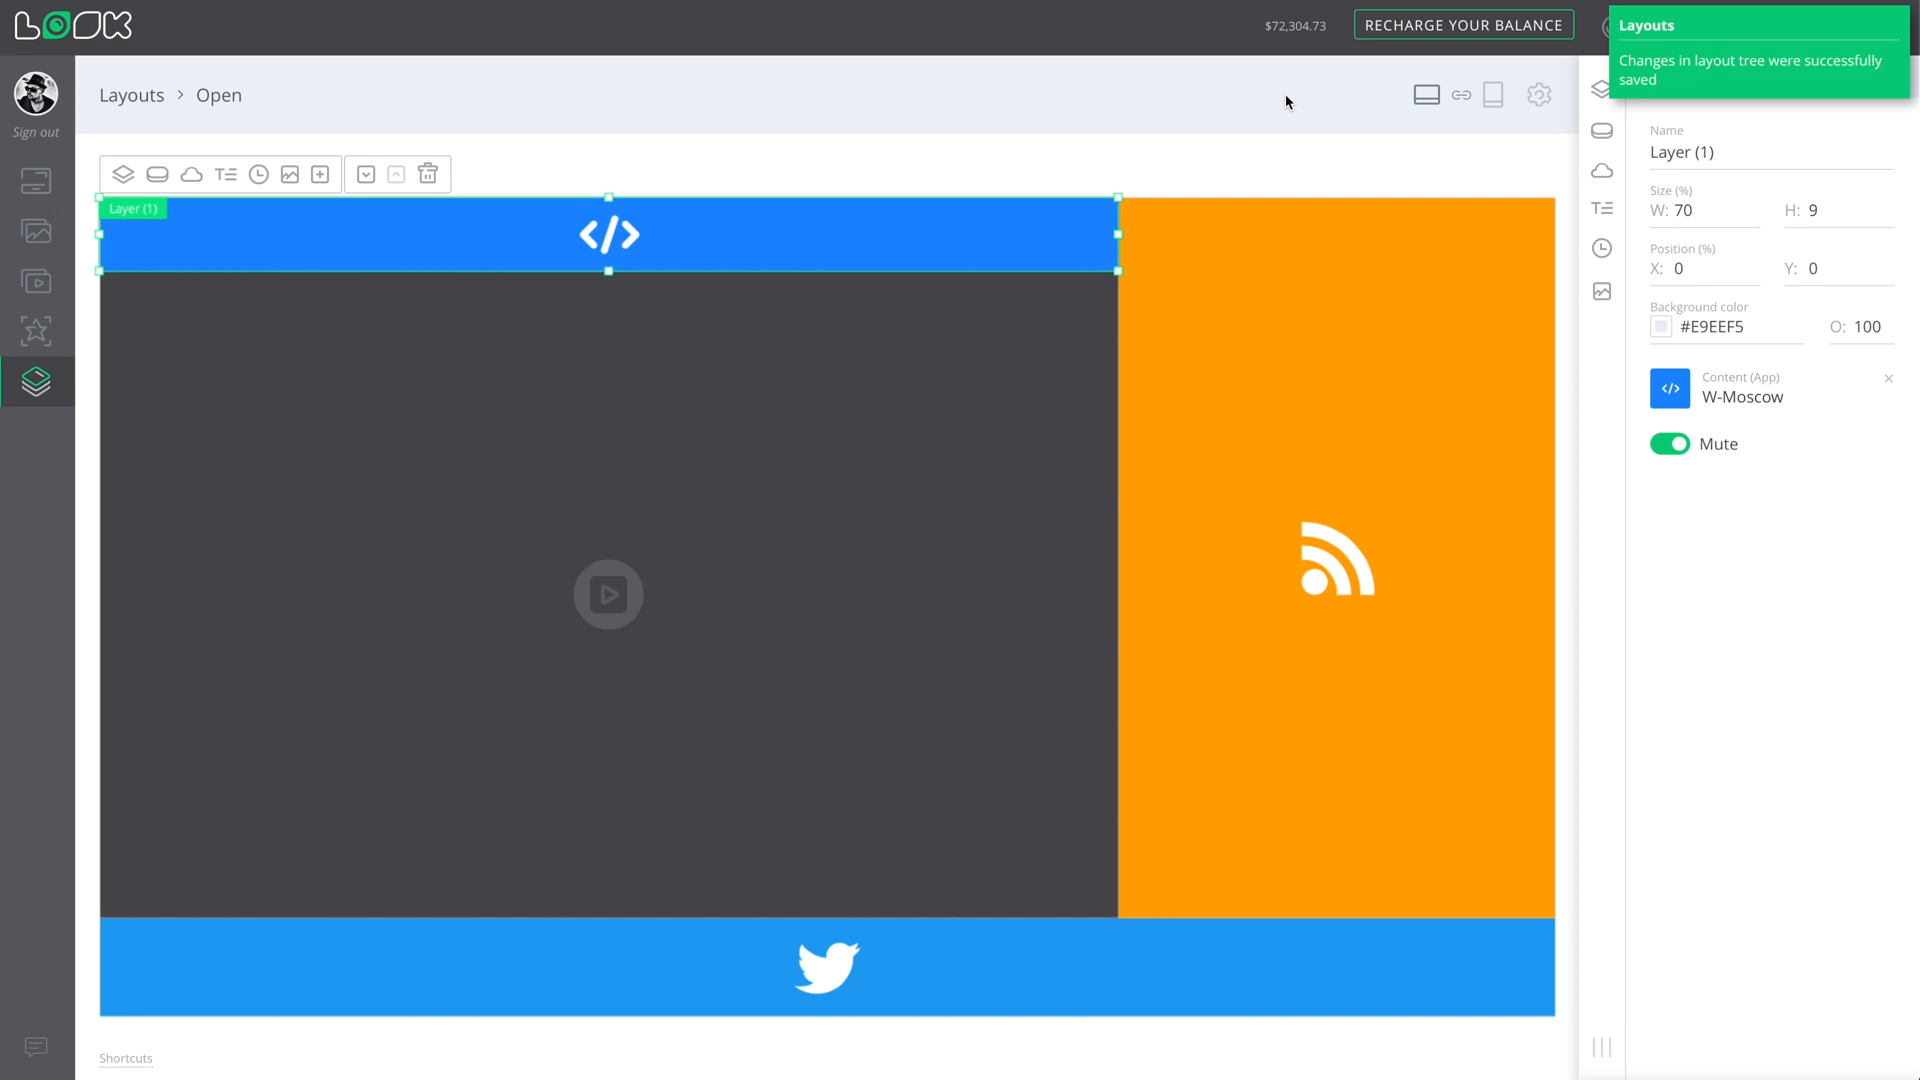 LOOK
$72,304.73
RECHARGE YOUR BALANCE
Layouts
Changes in layout tree were successfully
saved
Sign out
Layouts > Open
Layer (1)
Name
Layer (1)
Size (%)
W: 70
H: 9
Position (%)
X: 0
Y: 0
Background color
#E9EEF5
O: 100
Content (App)
W-Moscow
Mute
Shortcuts